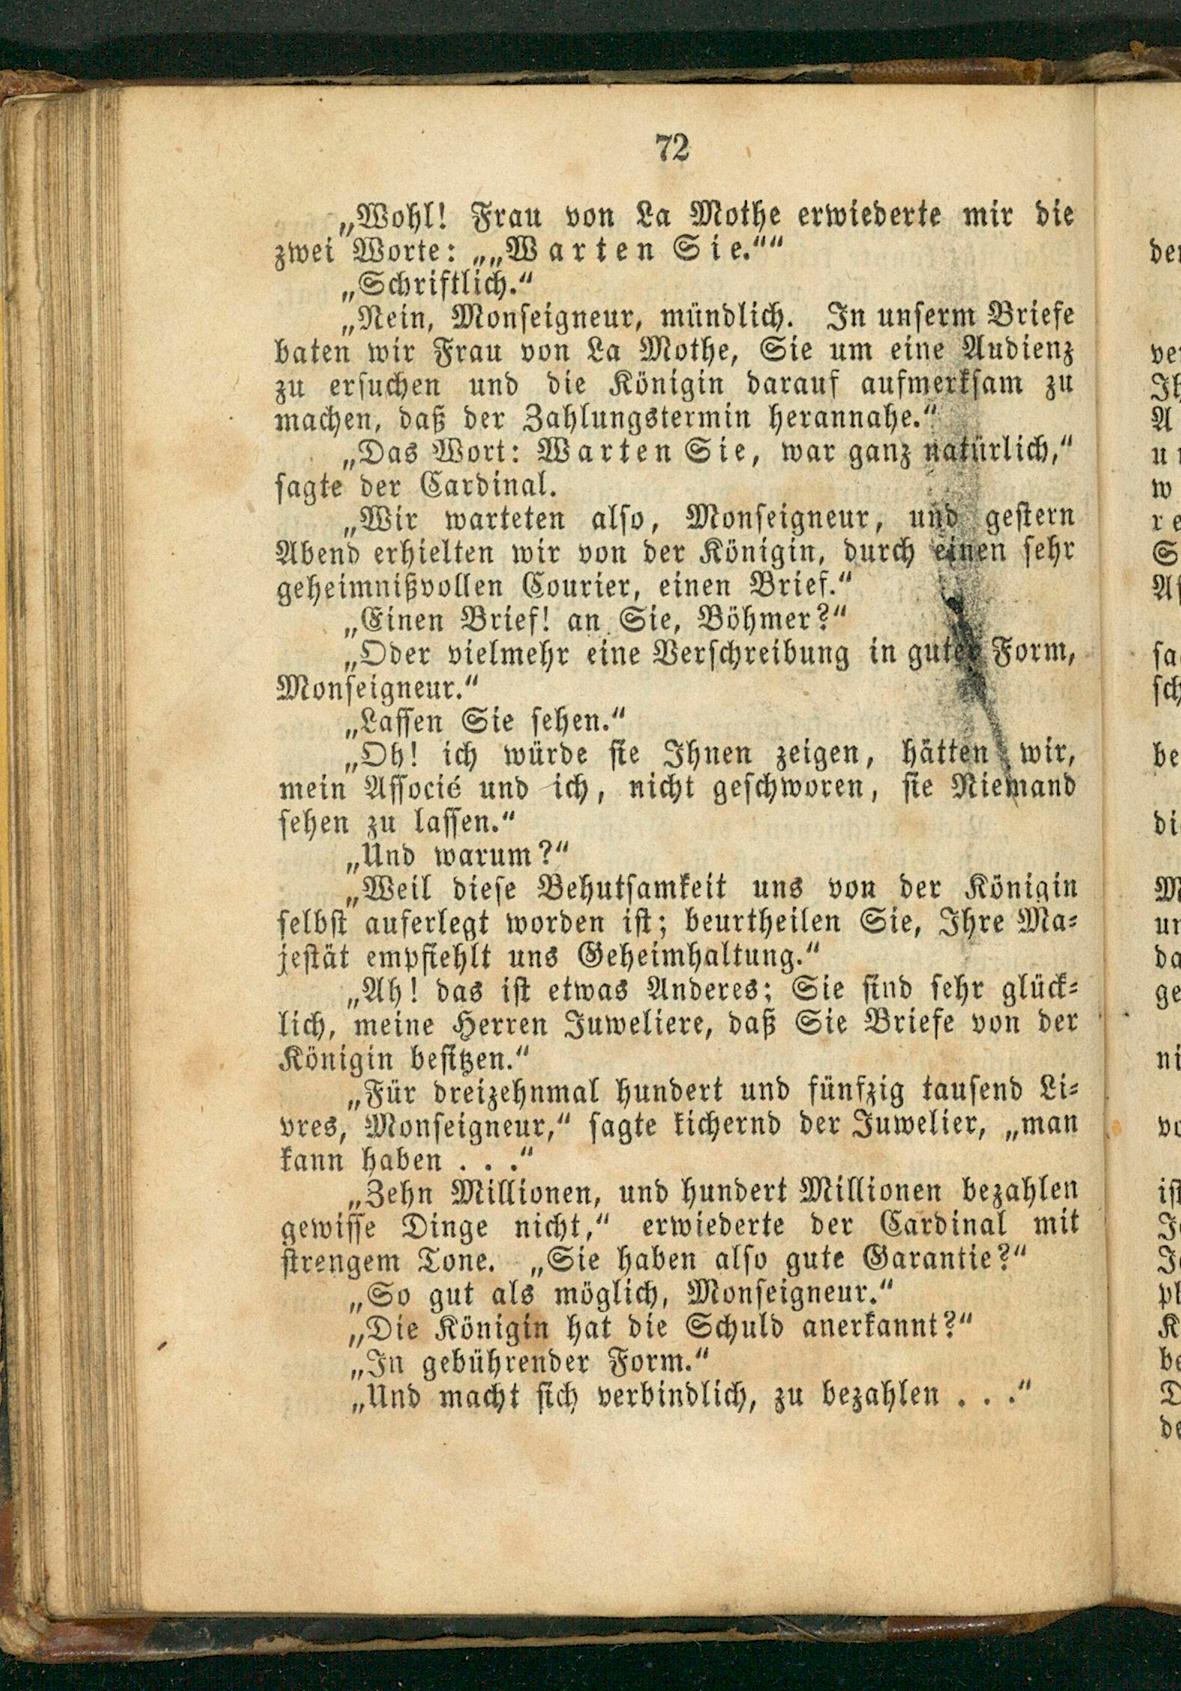 72
„Wohl! Frau von La Mothe erwiederte mir die
zwei Worte: „„Warten Sie.““
„Schriftlich.“
„Nein, Monseigneur, mündlich. In unserm Briefe
baten wir Frau von La Mothe, Sie um eine Audienz
zu ersuchen und die Königin darauf aufmerksam zu
machen, daß der Zahlungstermin herannahe.“
„Das Wort: Warten Sie, war ganz natürlich,“
sagte der Cardinal.
„Wir warteten also, Monseigneur, und gestern
Abend erhielten wir von der Königin, durch einen sehr
geheimnißvollen Courier, einen Brief.“
„Einen Brief! an Sie, Böhmer?“
„Oder vielmehr eine Verschreibung in guter Form,
Monseigneur.“
„Lassen Sie sehen.“
„Oh! ich würde sie Ihnen zeigen, hätten wir,
mein Associé und ich, nicht geschworen, sie Niemand
sehen zu lassen.“
„Und warum?“
„Weil diese Behutsamkeit uns von der Königin
selbst auferlegt worden ist; beurtheilen Sie, Ihre Ma-
jestät empfiehlt uns Geheimhaltung.“
„Ah! das ist etwas Anderes; Sie sind sehr glück-
lich, meine Herren Juweliere, daß Sie Briefe von der
Königin besitzen.“
„Für dreizehnmal hundert und fünfzig tausend Li-
vres, Monseigneur,“ sagte kichernd der Juwelier, „man
kann haben . . .“
„Zehn Millionen, und hundert Millionen bezahlen
gewisse Dinge nicht,“ erwiederte der Cardinal mit
strengem Tone. „Sie haben also gute Garantie?“
„So gut als möglich, Monseigneur.“
„Die Königin hat die Schuld anerkannt?“
„In gebührender Form.“
„Und macht sich verbindlich, zu bezahlen . . .“